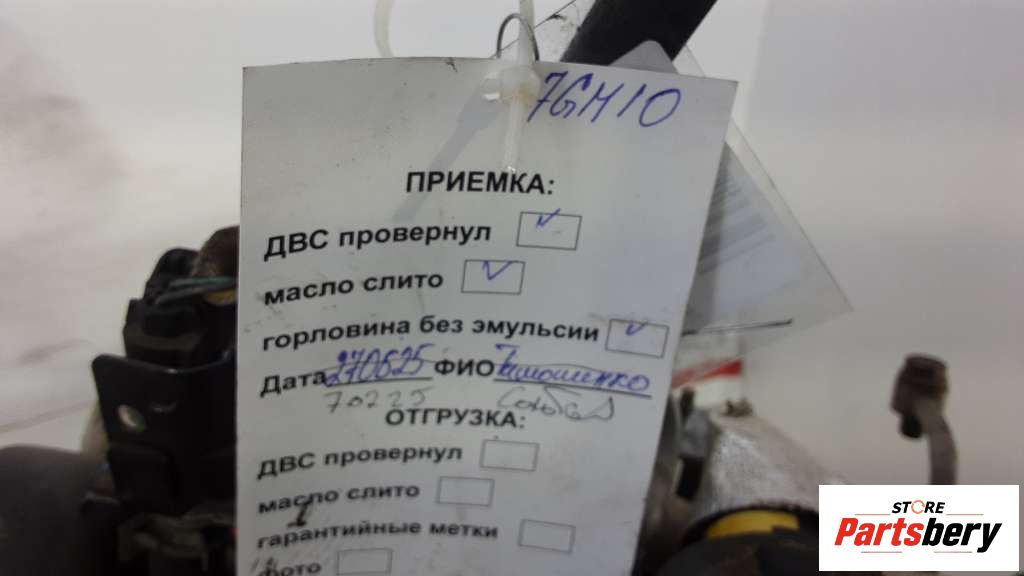 7GM10
ПРИЕМКА:
ДВС провернул
масло слито
горловина без эмульсии
Дата 270625 ФИО Тимошенко
70225
ОТГРУЗКА:
ДВС провернул
масло слито
гарантийные метки
фото
STORE
Partsbery